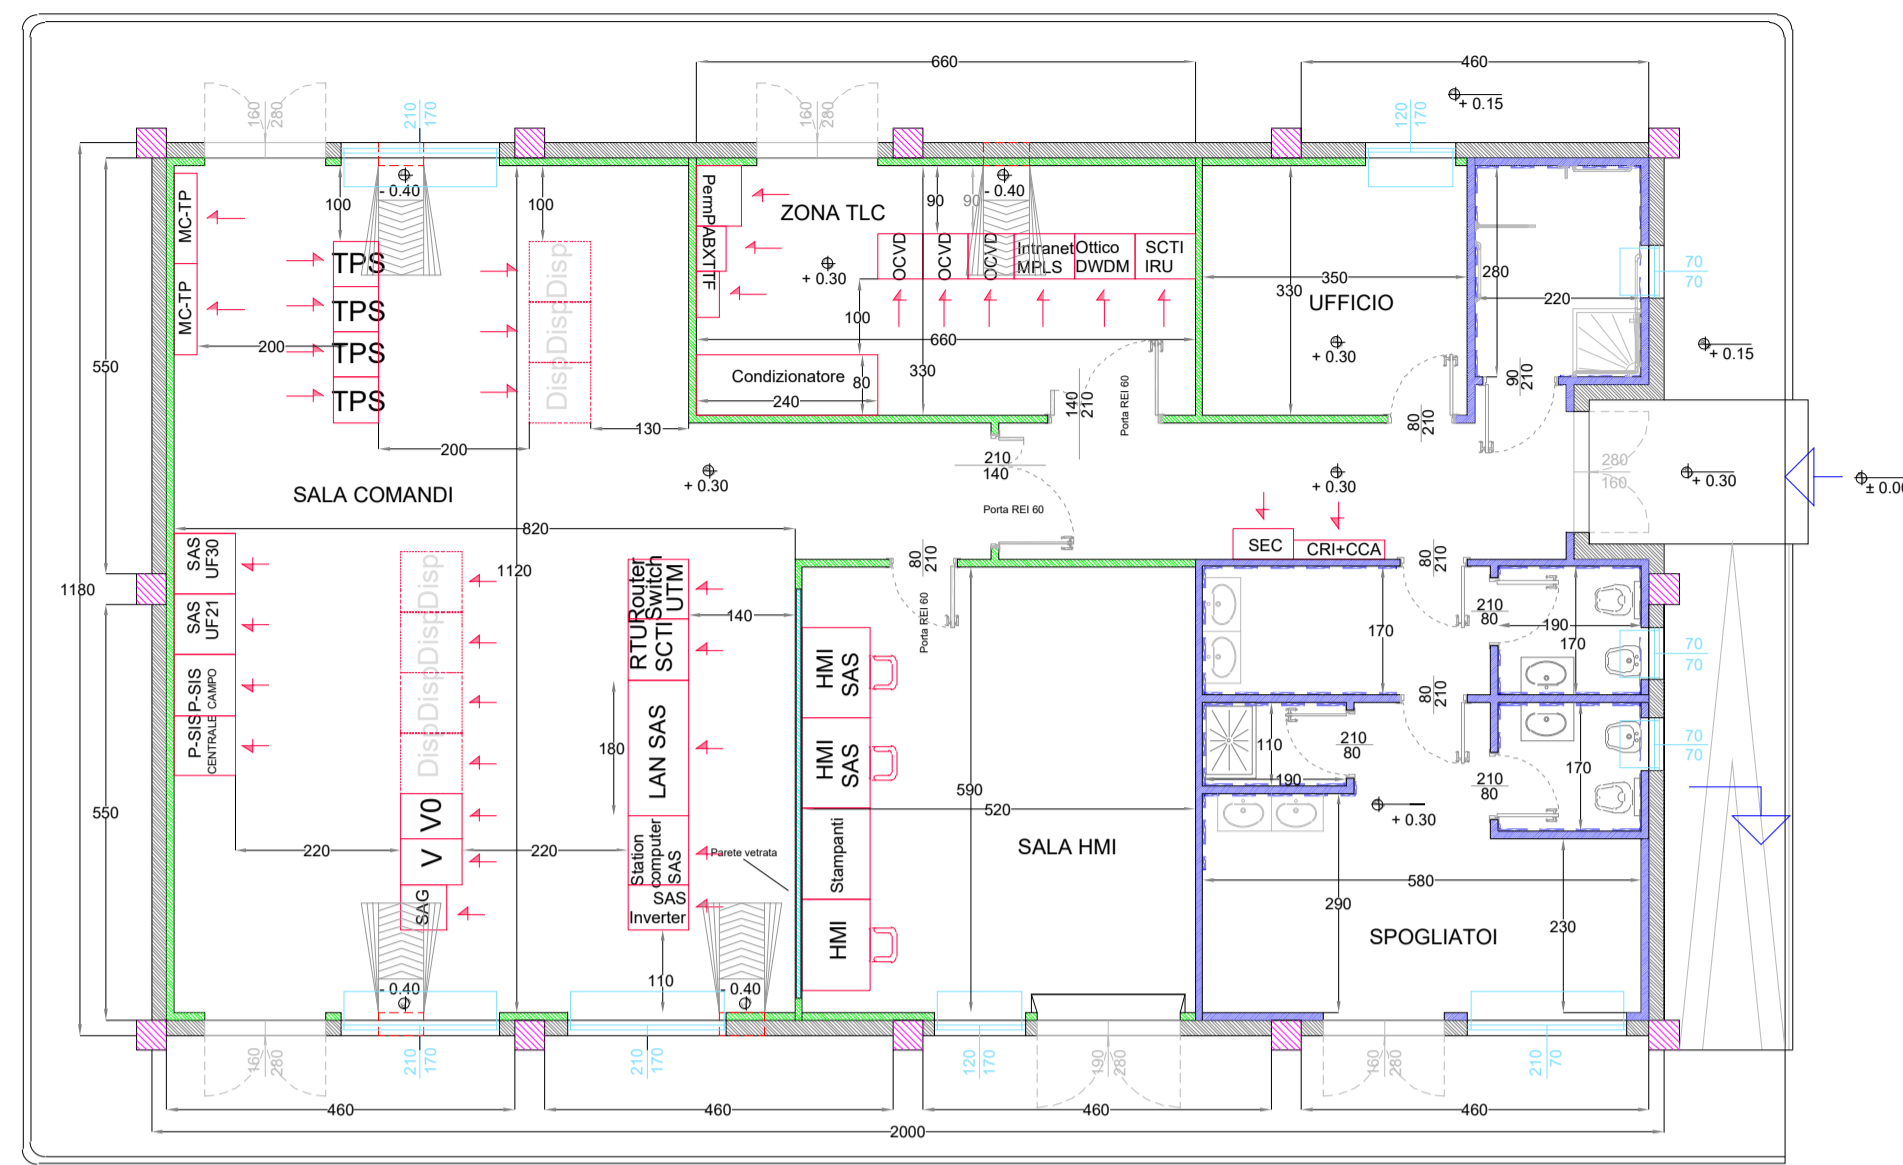 660
460
+ 0.15
160
280
210
170
160
280
120
170
MC-TP
MC-TP
100
- 0.40
100
TPS
TPS
TPS
TPS
Disp
Disp
Disp
200
200
130
PermP
ABX
TTF
ZONA TLC
+ 0.30
90
90
- 0.40
OCVD
OCVD
OCVD
Intranet
MPLS
Ottico
DWDM
SCTI
IRU
100
660
330
Condizionatore
80
240
350
330
UFFICIO
+ 0.30
280
220
70
70
+ 0.15
90
210
140
210
Porta REI 60
80
210
550
1180
550
SALA COMANDI
+ 0.30
210
140
Porta REI 60
+ 0.30
280
160
+ 0.30
820
1120
SEC
CRI+CCA
80
210
80
210
Porta REI 60
SAS
UF30
SAS
UF21
P-SIS
CAMPO
P-SIS
CENTRALE
Disp
Disp
Disp
Disp
V0
V
SAG
Router
Switch
UTM
RTU
SCTI
LAN SAS
Station
computer
SAS
SAS
Inverter
140
180
220
220
110
Parete vetrata
HMI
SAS
HMI
SAS
Stampanti
HMI
590
520
SALA HMI
170
210
80
190
170
70
70
80
210
110
190
210
80
210
80
170
70
70
+ 0.30
580
290
230
SPOGLIATOI
- 0.40
- 0.40
160
280
210
170
210
170
120
170
190
280
160
280
210
70
460
460
460
460
2000